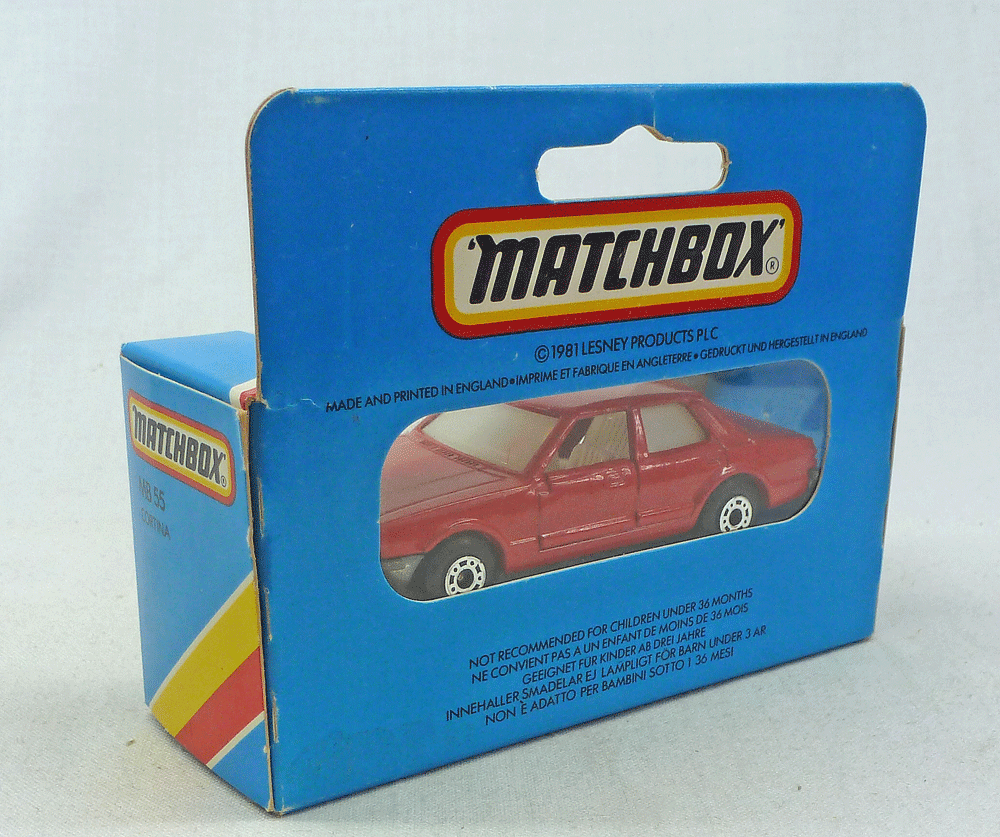 'MATCHBOX'®
©1981 LESNEY PRODUCTS PLC
MADE AND PRINTED IN ENGLAND•IMPRIME ET FABRIQUE EN ANGLETERRE•GEDRUCKT UND HERGESTELLT IN ENGLAND
MATCHBOX®
MB 55
CORTINA
NOT RECOMMENDED FOR CHILDREN UNDER 36 MONTHS
NE CONVIENT PAS A UN ENFANT DE MOINS DE 36 MOIS
GEEIGNET FUR KINDER AB DREI JAHRE
INNEHALLER SMADELAR EJ LAMPLIGT FÖR BARN UNDER 3 AR
NON È ADATTO PER BAMBINI SOTTO I 36 MESI